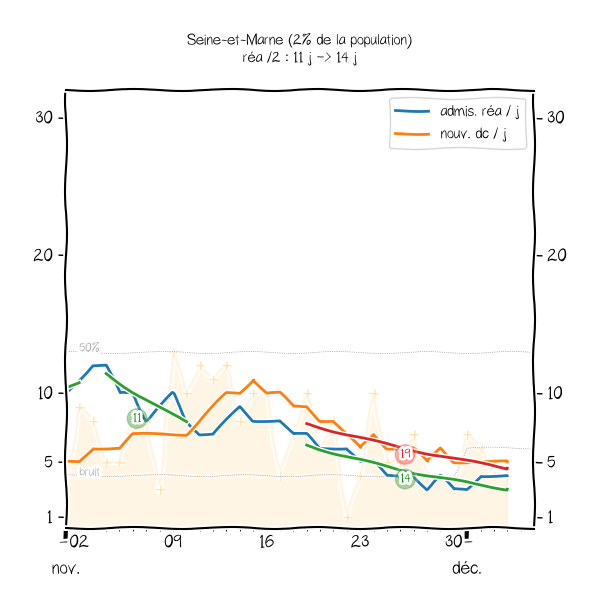 Seine-et-Marne (2% de la population)
réa /2 : 11 j -> 14 j
admis. réa / j
nouv. dc / j
30 30
20 20
50%
10 10
11
19
5 5
bruit
14
1 1
02 09 16 23 30
nov. déc.